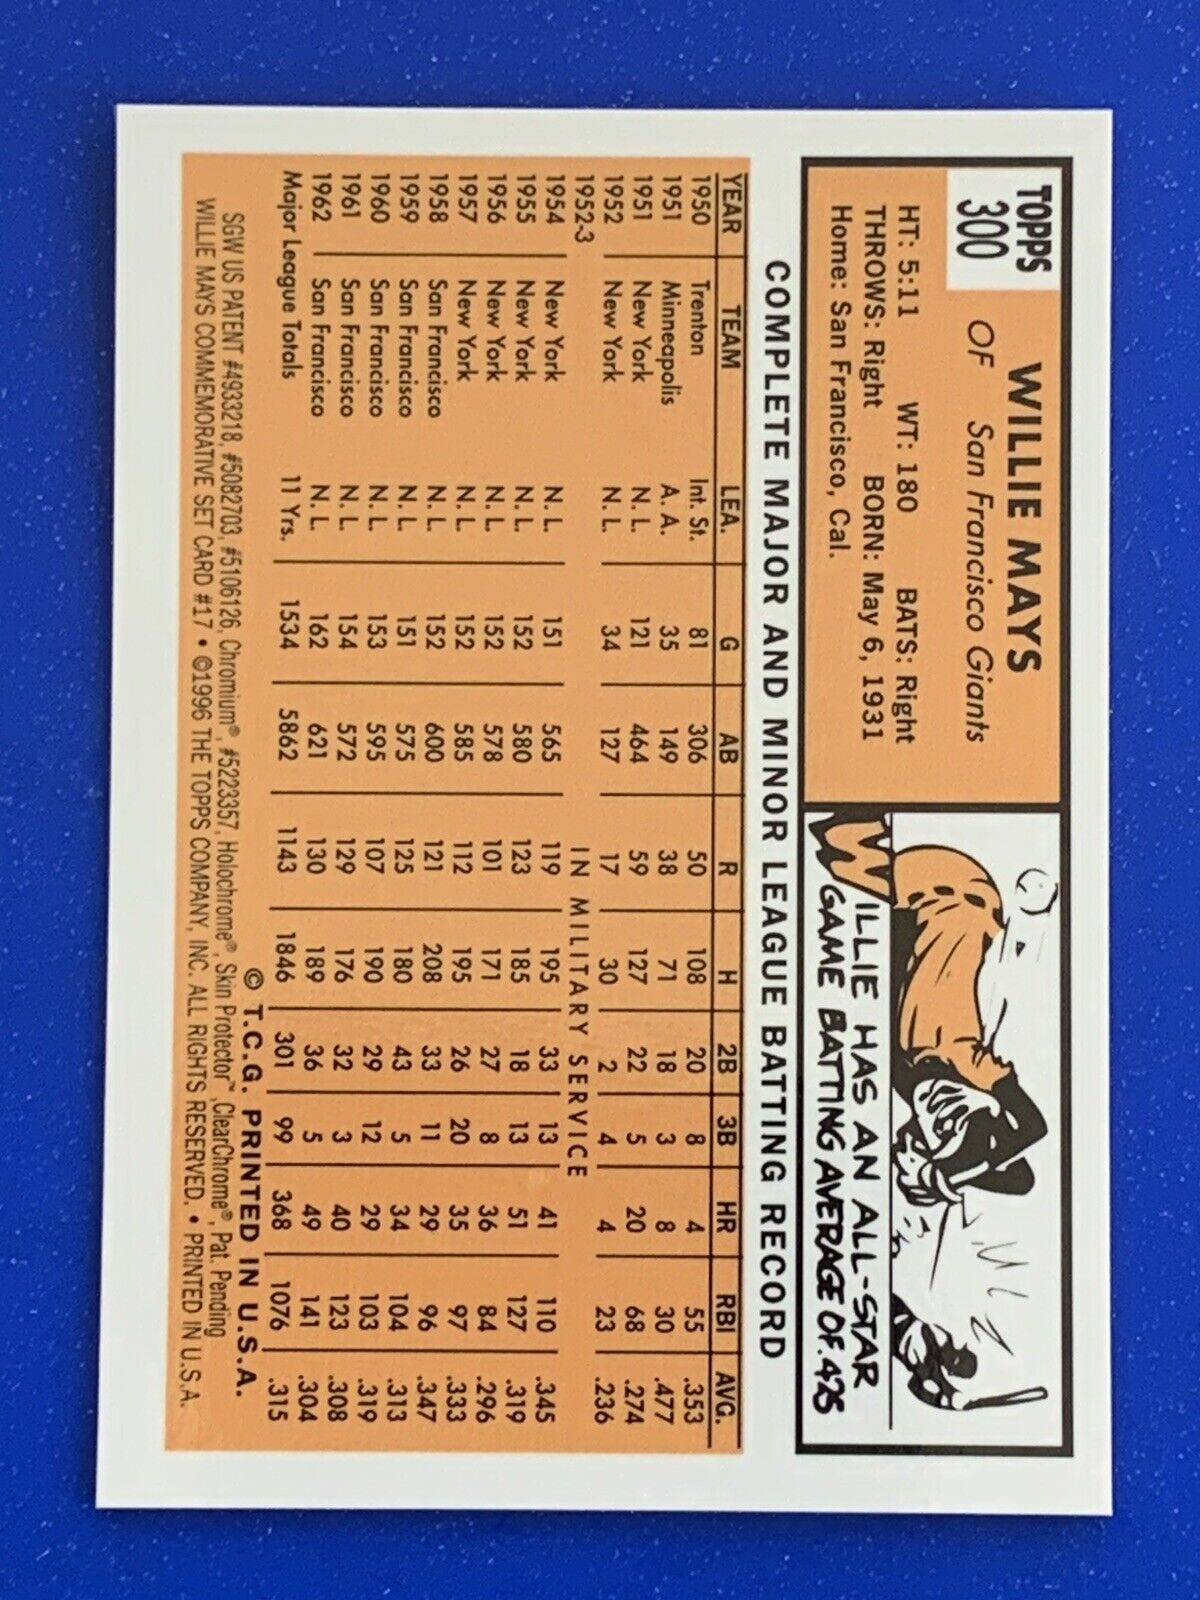 TOPPS
300
WILLIE MAYS
OF San Francisco Giants
HT: 5:11 WT: 180 BATS: Right
THROWS: Right BORN: May 6, 1931
Home: San Francisco, Cal.
WILLIE HAS AN ALL-STAR
GAME BATTING AVERAGE OF .425
COMPLETE MAJOR AND MINOR LEAGUE BATTING RECORD
YEAR TEAM LEA. G AB R H 2B 3B HR RBI AVG.
1950 Trenton Int. St. 81 306 50 108 20 8 4 55 .353
1951 Minneapolis A. A. 35 149 38 71 18 3 8 30 .477
1951 New York N. L. 121 464 59 127 22 5 20 68 .274
1952 New York N. L. 34 127 17 30 2 4 4 23 .236
1952-3 IN MILITARY SERVICE
1954 New York N. L. 151 565 119 195 33 13 41 110 .345
1955 New York N. L. 152 580 123 185 18 13 51 127 .319
1956 New York N. L. 152 578 101 171 27 8 36 84 .296
1957 New York N. L. 152 585 112 195 26 20 35 97 .333
1958 San Francisco N. L. 152 600 121 208 33 11 29 96 .347
1959 San Francisco N. L. 151 575 125 180 43 5 34 104 .313
1960 San Francisco N. L. 153 595 107 190 29 12 29 103 .319
1961 San Francisco N. L. 154 572 129 176 32 3 40 123 .308
1962 San Francisco N. L. 162 621 130 189 36 5 49 141 .304
Major League Totals 11 Yrs. 1534 5862 1143 1846 301 99 368 1076 .315
© T.C.G. PRINTED IN U.S.A.
SGW US PATENT #4933218, #5082703, #5106126, Chromium®, #5223357, Holochrome®, Skin Protector™, ClearChrome®, Pat. Pending
WILLIE MAYS COMMEMORATIVE SET CARD #17 • ©1996 THE TOPPS COMPANY, INC. ALL RIGHTS RESERVED. • PRINTED IN U.S.A.